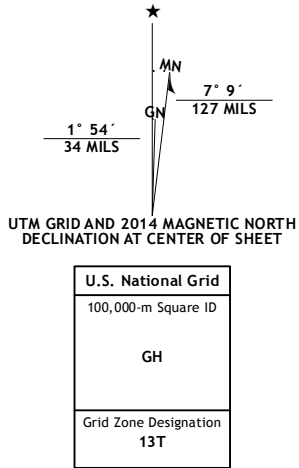 MN
GN
7° 9´
127 MILS
1° 54´
34 MILS
UTM GRID AND 2014 MAGNETIC NORTH
DECLINATION AT CENTER OF SHEET
U.S. National Grid
100,000-m Square ID
GH
Grid Zone Designation
13T